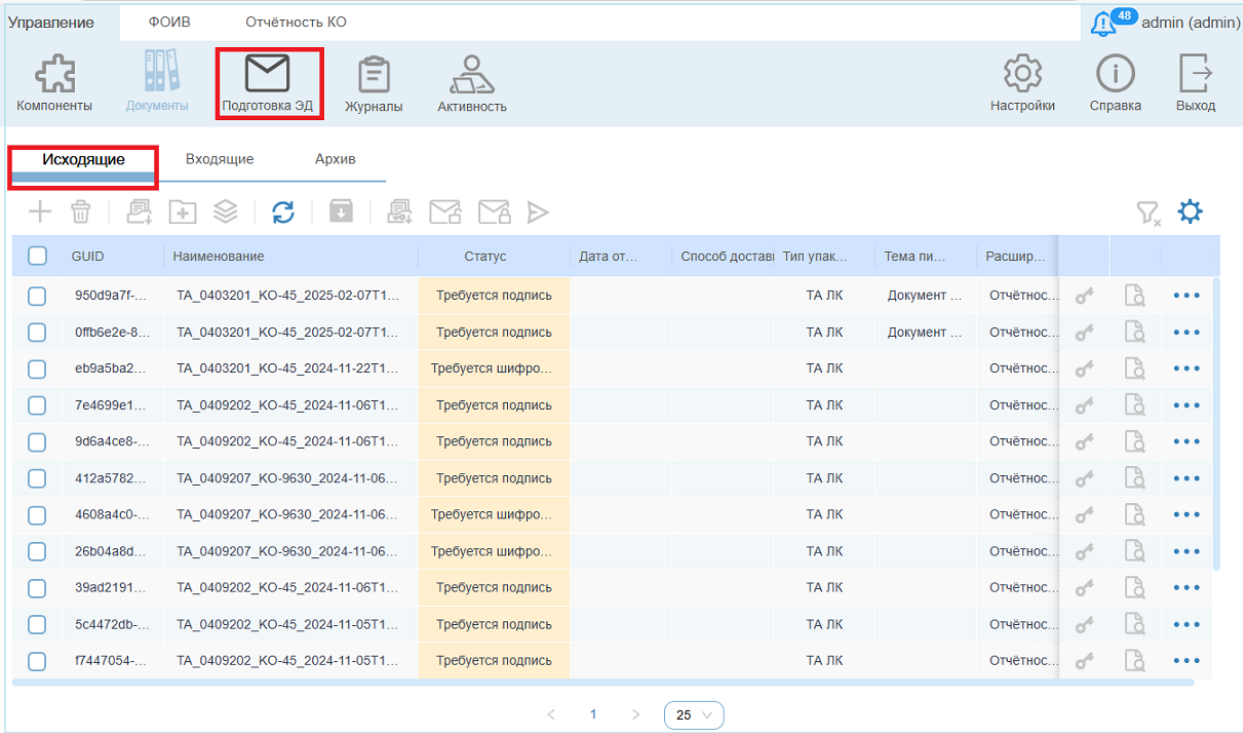 Управление ФОИВ Отчётность КО 48 admin (admin)
Компоненты Документы Подготовка ЭД Журналы Активность Настройки Справка Выход
Исходящие Входящие Архив
GUID Наименование Статус Дата от... Способ достави Тип упак... Тема пи... Расшир...
950d9a7f-... TA_0403201_KO-45_2025-02-07T1... Требуется подпись ТА ЛК Документ ... Отчётнос...
0ffb6e2e-8... TA_0403201_KO-45_2025-02-07T1... Требуется подпись ТА ЛК Документ ... Отчётнос...
eb9a5ba2... TA_0403201_KO-45_2024-11-22T1... Требуется шифро... ТА ЛК Отчётнос...
7e4699e1... TA_0409202_KO-45_2024-11-06T1... Требуется подпись ТА ЛК Отчётнос...
9d6a4ce8-... TA_0409202_KO-45_2024-11-06T1... Требуется подпись ТА ЛК Отчётнос...
412a5782... TA_0409207_KO-9630_2024-11-06... Требуется подпись ТА ЛК Отчётнос...
4608a4c0-... TA_0409207_KO-9630_2024-11-06... Требуется шифро... ТА ЛК Отчётнос...
26b04a8d... TA_0409207_KO-9630_2024-11-06... Требуется шифро... ТА ЛК Отчётнос...
39ad2191... TA_0409202_KO-45_2024-11-06T1... Требуется подпись ТА ЛК Отчётнос...
5c4472db-... TA_0409202_KO-45_2024-11-05T1... Требуется подпись ТА ЛК Отчётнос...
f7447054-... TA_0409202_KO-45_2024-11-05T1... Требуется подпись ТА ЛК Отчётнос...
1 25